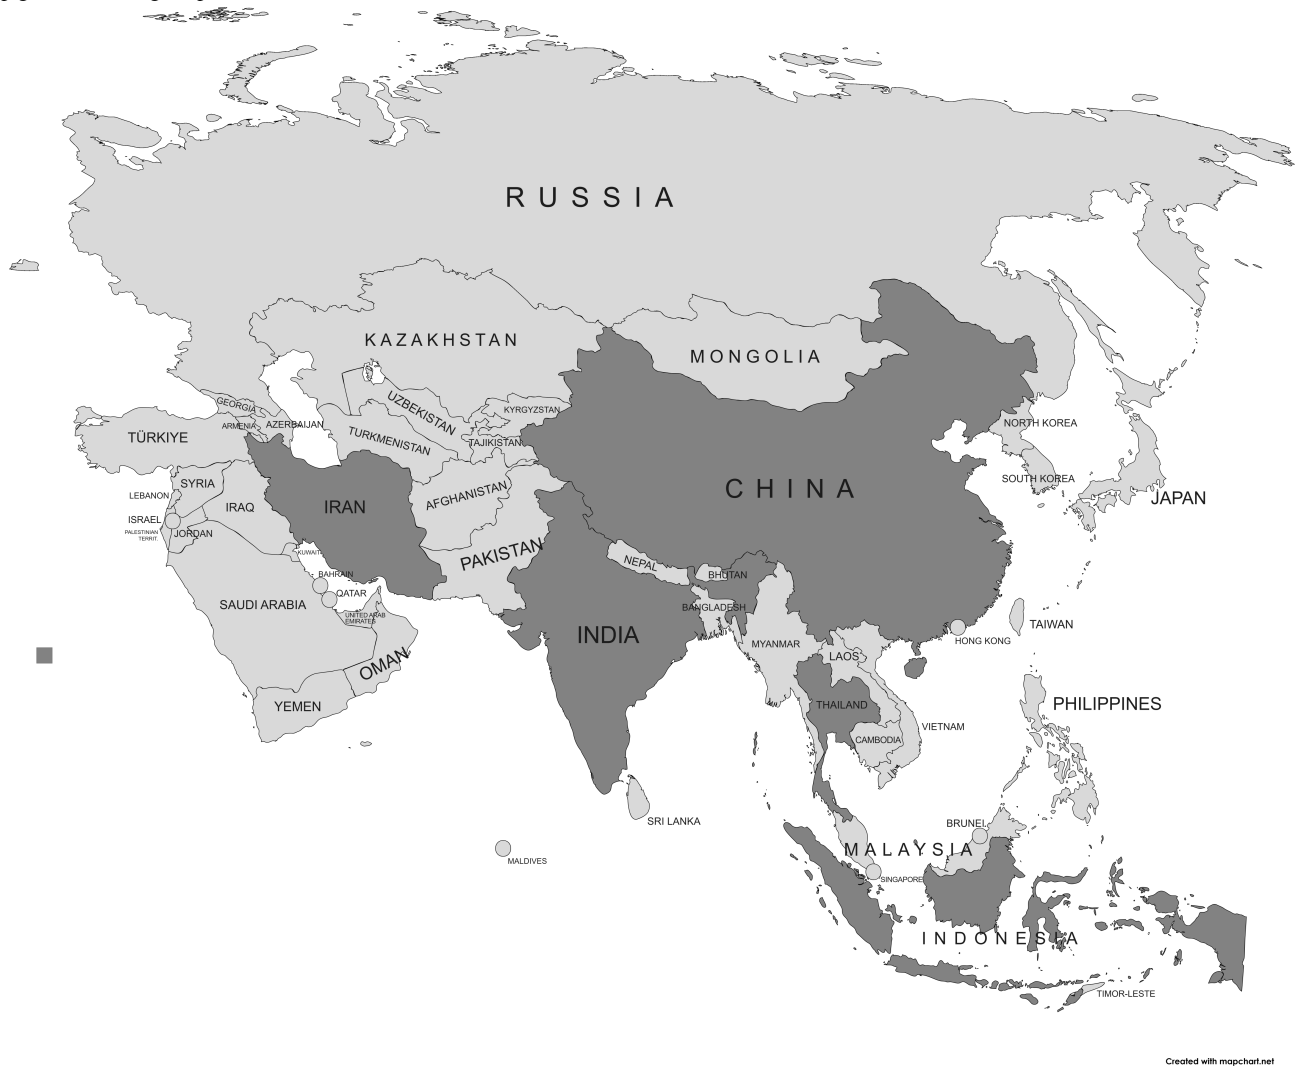 RUSSIA
KAZAKHSTAN
MONGOLIA
UZBEKISTAN
KYRGYZSTAN
GEORGIA
ARMENIA
AZERBAIJAN
TÜRKIYE
TURKMENISTAN
TAJIKISTAN
NORTH KOREA
SOUTH KOREA
JAPAN
SYRIA
LEBANON
IRAQ
IRAN
AFGHANISTAN
CHINA
ISRAEL
PALESTINIAN
TERRIT.
JORDAN
KUWAIT
PAKISTAN
NEPAL
BHUTAN
BAHRAIN
QATAR
SAUDI ARABIA
UNITED ARAB
EMIRATES
BANGLADESH
INDIA
MYANMAR
LAOS
HONG KONG
TAIWAN
OMAN
YEMEN
THAILAND
VIETNAM
CAMBODIA
PHILIPPINES
SRI LANKA
MALDIVES
BRUNEI
MALAYSIA
SINGAPORE
INDONESIA
TIMOR-LESTE
Created with mapchart.net